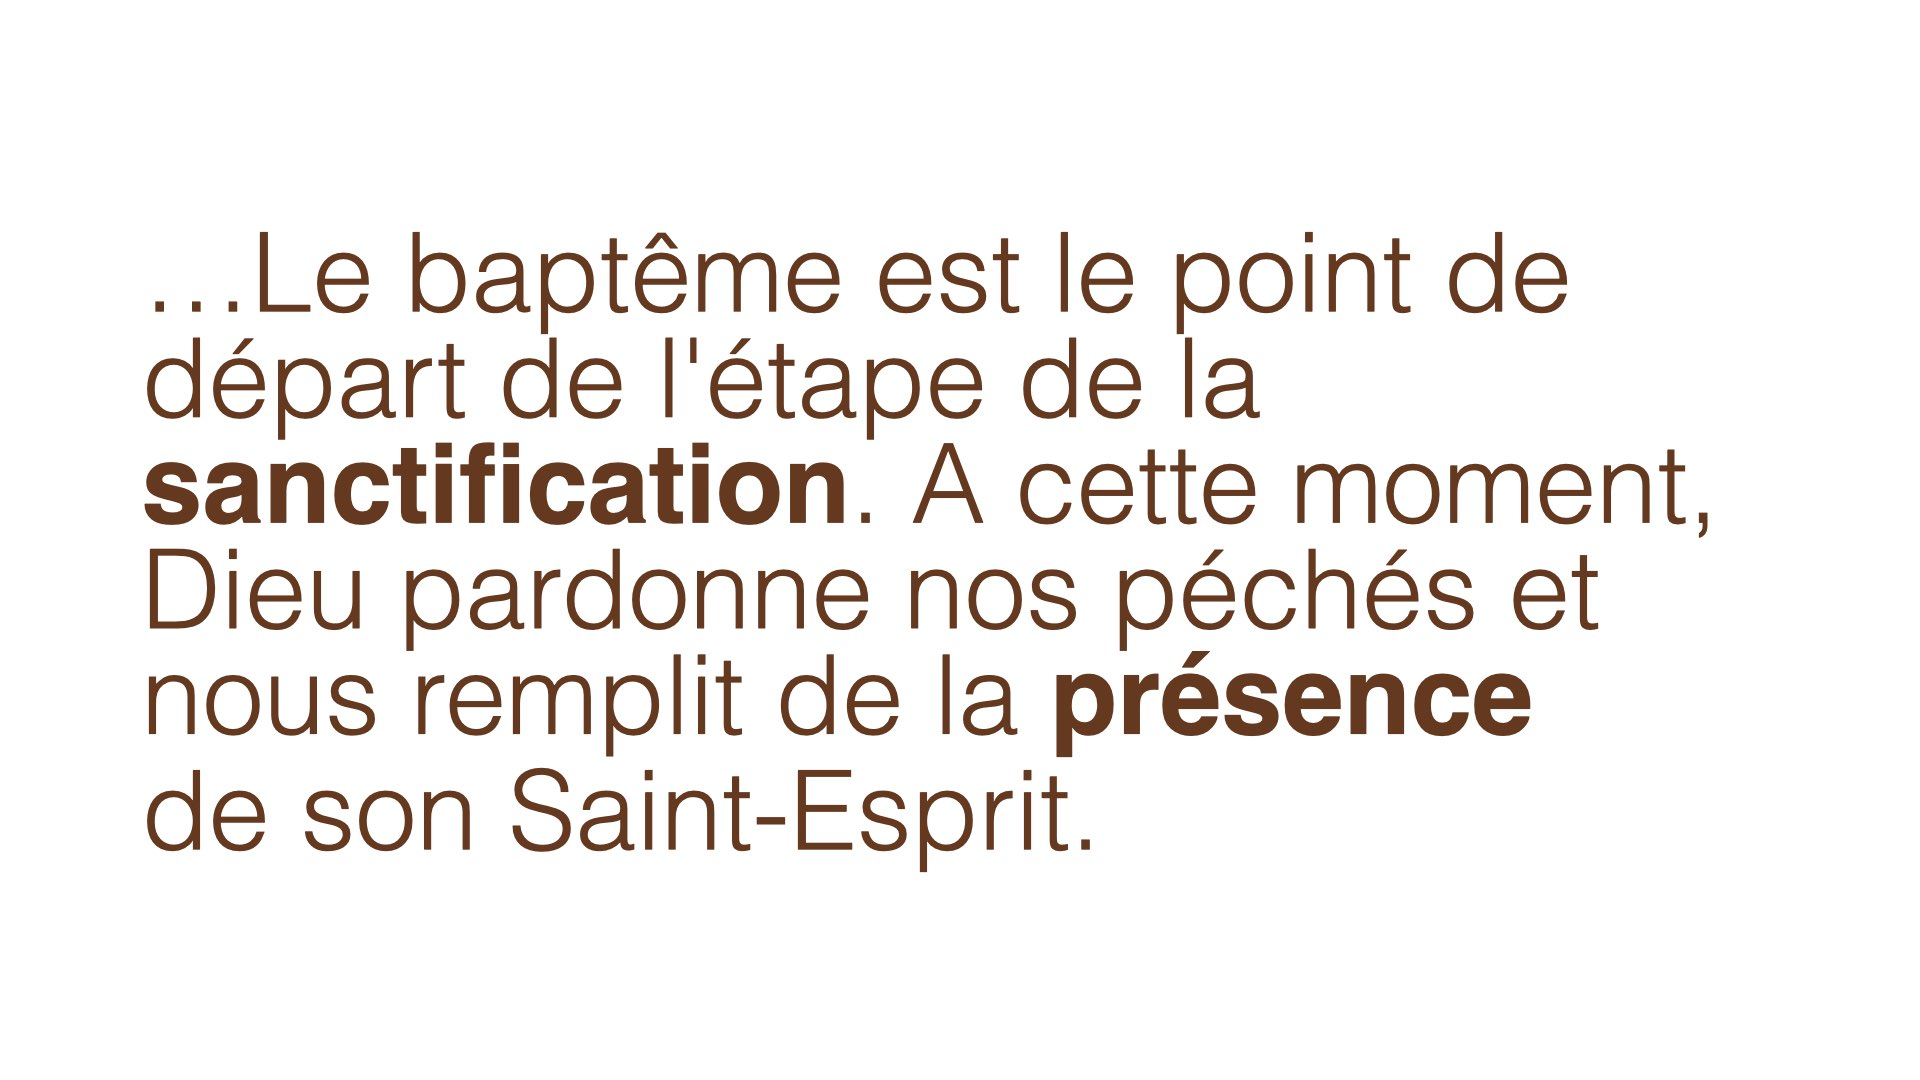 …Le baptême est le point de
départ de l'étape de la
sanctification. A cette moment,
Dieu pardonne nos péchés et
nous remplit de la présence
de son Saint-Esprit.